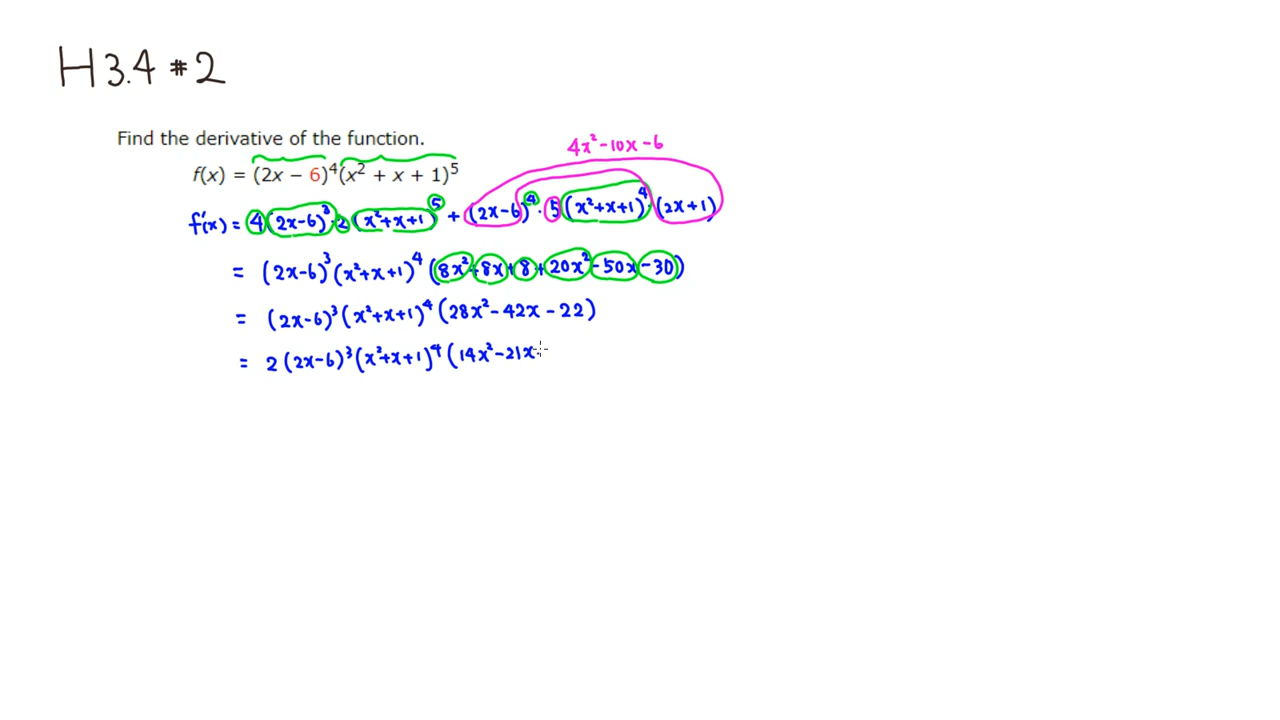 H 3.4 #2
Find the derivative of the function.
4x² - 10x - 6
f(x) = (2x − 6)⁴(x² + x + 1)⁵
f'(x) = 4(2x-6)³·2(x²+x+1)⁵ + (2x-6)⁴·5(x²+x+1)⁴·(2x+1)
= (2x-6)³(x²+x+1)⁴(8x²+8x+8+20x²-50x-30)
= (2x-6)³(x²+x+1)⁴(28x²-42x-22)
= 2(2x-6)³(x²+x+1)⁴(14x²-21x